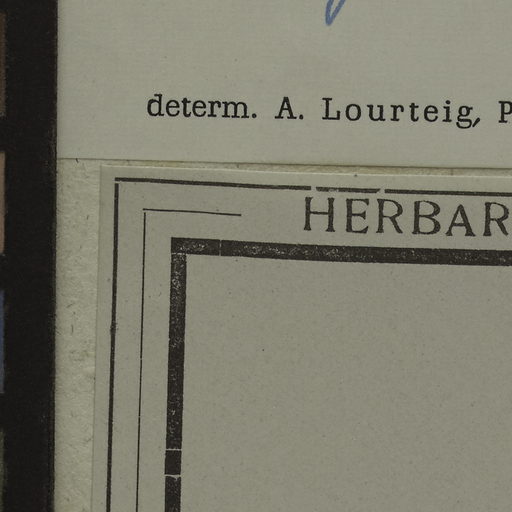 determ. A. Lourteig, P
HERBAR